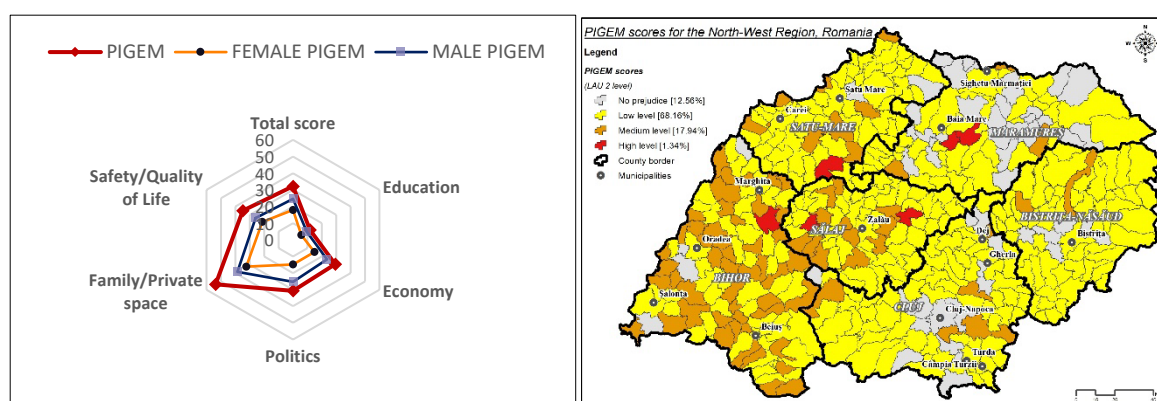 PIGEM FEMALE PIGEM MALE PIGEM
Total score
60
50
40
30
20
10
0
Education
Economy
Politics
Family/Private
space
Safety/Quality
of Life
PIGEM scores for the North-West Region, Romania
Legend
PIGEM scores
(LAU 2 level)
No prejudice [12.56%]
Low level [68.16%]
Medium level [17.94%]
High level [1.34%]
County border
Municipalities
N
W E
S
Sighetu Marmației
Satu Mare
Carei
SATU-MARE
Baia Mare
MARAMUREȘ
Marghita
BISTRIȚA-NĂSĂUD
Zalău
SĂLAJ
Dej
Bistrița
Oradea
Gherla
BIHOR
Salonta
CLUJ
Cluj-Napoca
Beiuș
Turda
Câmpia Turzii